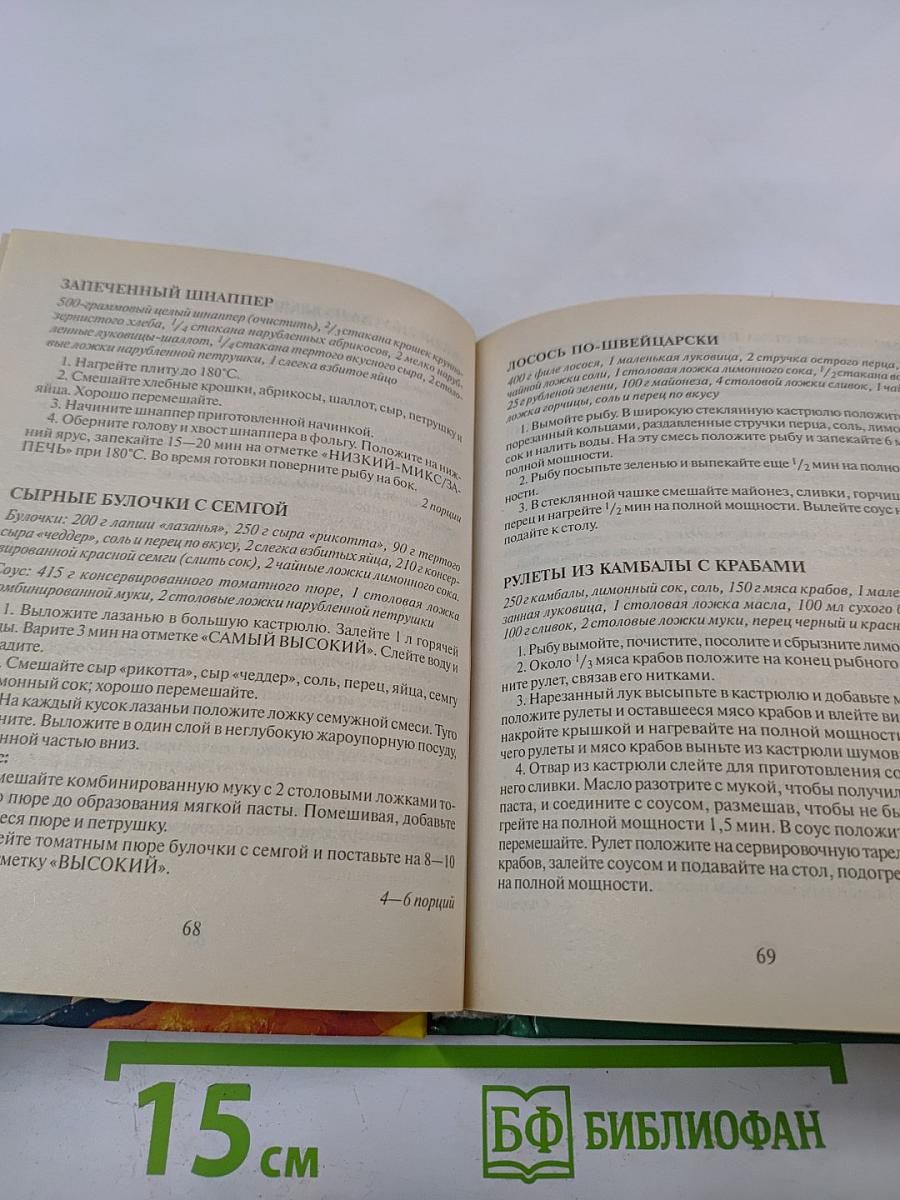 ЗАПЕЧЕННЫЙ ШНАППЕР
500-граммовый целый шнаппер (очистить), 2/3 стакана крошек крупно-
зернистого хлеба, 1/4 стакана нарубленных абрикосов, 2 мелко наруб-
ленные луковицы-шаллот, 1/4 стакана тертого вкусного сыра, 2 столо-
вые ложки нарубленной петрушки, 1 слегка взбитое яйцо
1. Нагрейте плиту до 180°С.
2. Смешайте хлебные крошки, абрикосы, шаллот, сыр, петрушку и
яйца. Хорошо перемешайте.
3. Начините шнаппер приготовленной начинкой.
4. Оберните голову и хвост шнаппера в фольгу. Положите на ниж-
ний ярус, запекайте 15—20 мин на отметке «НИЗКИЙ-МИКС/ЗА-
ПЕЧЬ» при 180°С. Во время готовки поверните рыбу на бок.
2 порции
СЫРНЫЕ БУЛОЧКИ С СЕМГОЙ
Булочки: 200 г лапши «лазанья», 250 г сыра «рикотта», 90 г тертого
сыра «чеддер», соль и перец по вкусу, 2 слегка взбитых яйца, 210 г консер-
вированной красной семги (слить сок), 2 чайные ложки лимонного сока.
Соус: 415 г консервированного томатного пюре, 1 столовая ложка
комбинированной муки, 2 столовые ложки нарубленной петрушки
1. Выложите лазанью в большую кастрюлю. Залейте 1 л горячей
ды. Варите 3 мин на отметке «САМЫЙ ВЫСОКИЙ». Слейте воду и
адите.
. Смешайте сыр «рикотта», сыр «чеддер», соль, перец, яйца, семгу
монный сок; хорошо перемешайте.
На каждый кусок лазаньи положите ложку семужной смеси. Туго
ните. Выложите в один слой в неглубокую жароупорную посуду,
нной частью вниз.
с:
мешайте комбинированную муку с 2 столовыми ложками то-
о пюре до образования мягкой пасты. Помешивая, добавьте
еся пюре и петрушку.
ейте томатным пюре булочки с семгой и поставьте на 8—10
тметку «ВЫСОКИЙ».
4—6 порций
68
ЛОСОСЬ ПО-ШВЕЙЦАРСКИ
400 г филе лосося, 1 маленькая луковица, 2 стручка острого перца,
чайной ложки соли, 1 столовая ложка лимонного сока, 1/2 стакана во
25 г рубленой зелени, 100 г майонеза, 4 столовой ложки сливок, 1 чай
ложка горчицы, соль и перец по вкусу
1. Вымойте рыбу. В широкую стеклянную кастрюлю положите
порезанный кольцами, раздавленные стручки перца, соль, лимо
сок и налить воды. На эту смесь положите рыбу и запекайте 6 м
полной мощности.
2. Рыбу посыпьте зеленью и выпекайте еще 1/2 мин на полно
ности.
3. В стеклянной чашке смешайте майонез, сливки, горчиц
перец и нагрейте 1/2 мин на полной мощности. Вылейте соус н
подайте к столу.
РУЛЕТЫ ИЗ КАМБАЛЫ С КРАБАМИ
250 г камбалы, лимонный сок, соль, 150 г мяса крабов, 1 мале
занная луковица, 1 столовая ложка масла, 100 мл сухого б
100 г сливок, 2 столовые ложки муки, перец черный и красн
1. Рыбу вымойте, почистите, посолите и сбрызните лимо
2. Около 1/3 мяса крабов положите на конец рыбного
ните рулет, связав его нитками.
3. Нарезанный лук высыпьте в кастрюлю и добавьте м
положите рулеты и оставшееся мясо крабов и влейте ви
накройте крышкой и нагревайте на полной мощности
чего рулеты и мясо крабов выньте из кастрюли шумов
4. Отвар из кастрюли слейте для приготовления со
него сливки. Масло разотрите с мукой, чтобы получил
паста, и соедините с соусом, размешав, чтобы не бы
грейте на полной мощности 1,5 мин. В соус положит
перемешайте. Рулет положите на сервировочную тарел
крабов, залейте соусом и подавайте на стол, подогре
на полной мощности.
69
15 см
БФ БИБЛИОФАН